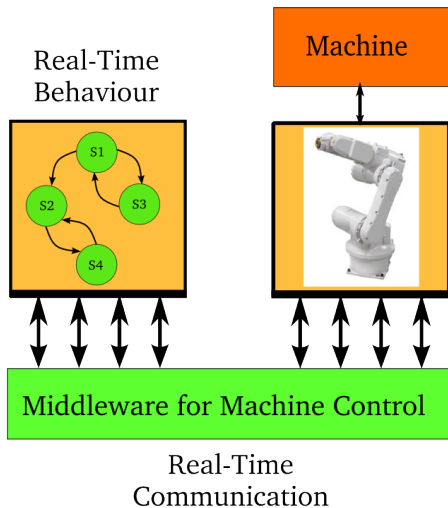 Real-Time
Behaviour
Machine
S1
S2
S3
S4
Middleware for Machine Control
Real-Time
Communication